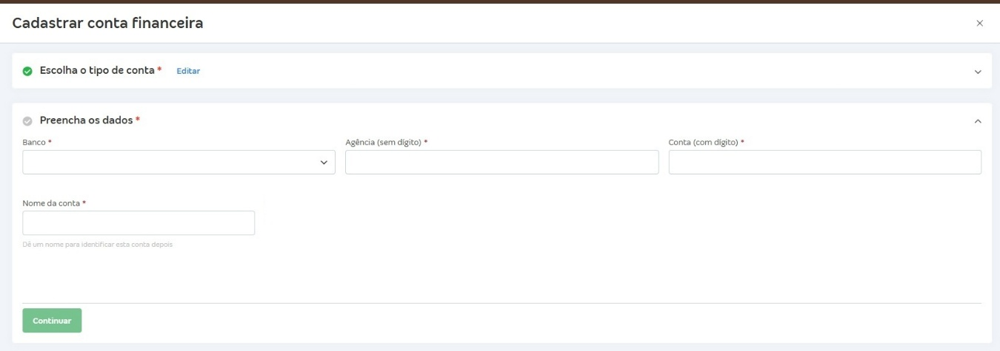 Cadastrar conta financeira
Escolha o tipo de conta * Editar
Preencha os dados *
Banco * Agência (sem dígito) * Conta (com dígito) *
Nome da conta *
Dê um nome para identificar esta conta depois
Continuar